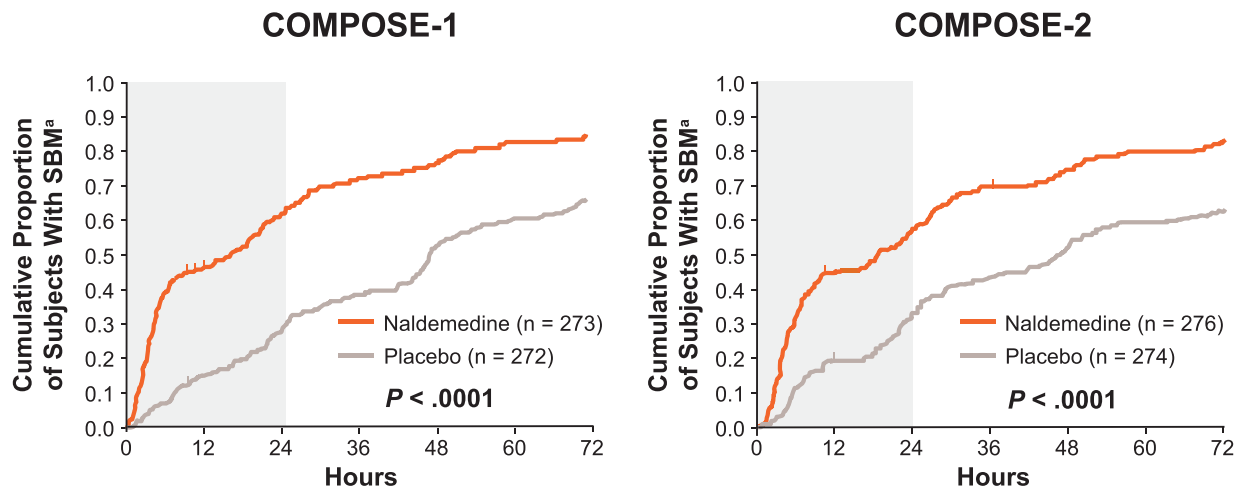 COMPOSE-1
Cumulative Proportion
of Subjects With SBMᵃ
1.0
0.9
0.8
0.7
0.6
0.5
0.4
0.3
0.2
0.1
0.0
Naldemedine (n = 273)
Placebo (n = 272)
P < .0001
0 12 24 36 48 60 72
Hours
COMPOSE-2
Cumulative Proportion
of Subjects With SBMᵃ
1.0
0.9
0.8
0.7
0.6
0.5
0.4
0.3
0.2
0.1
0.0
Naldemedine (n = 276)
Placebo (n = 274)
P < .0001
0 12 24 36 48 60 72
Hours